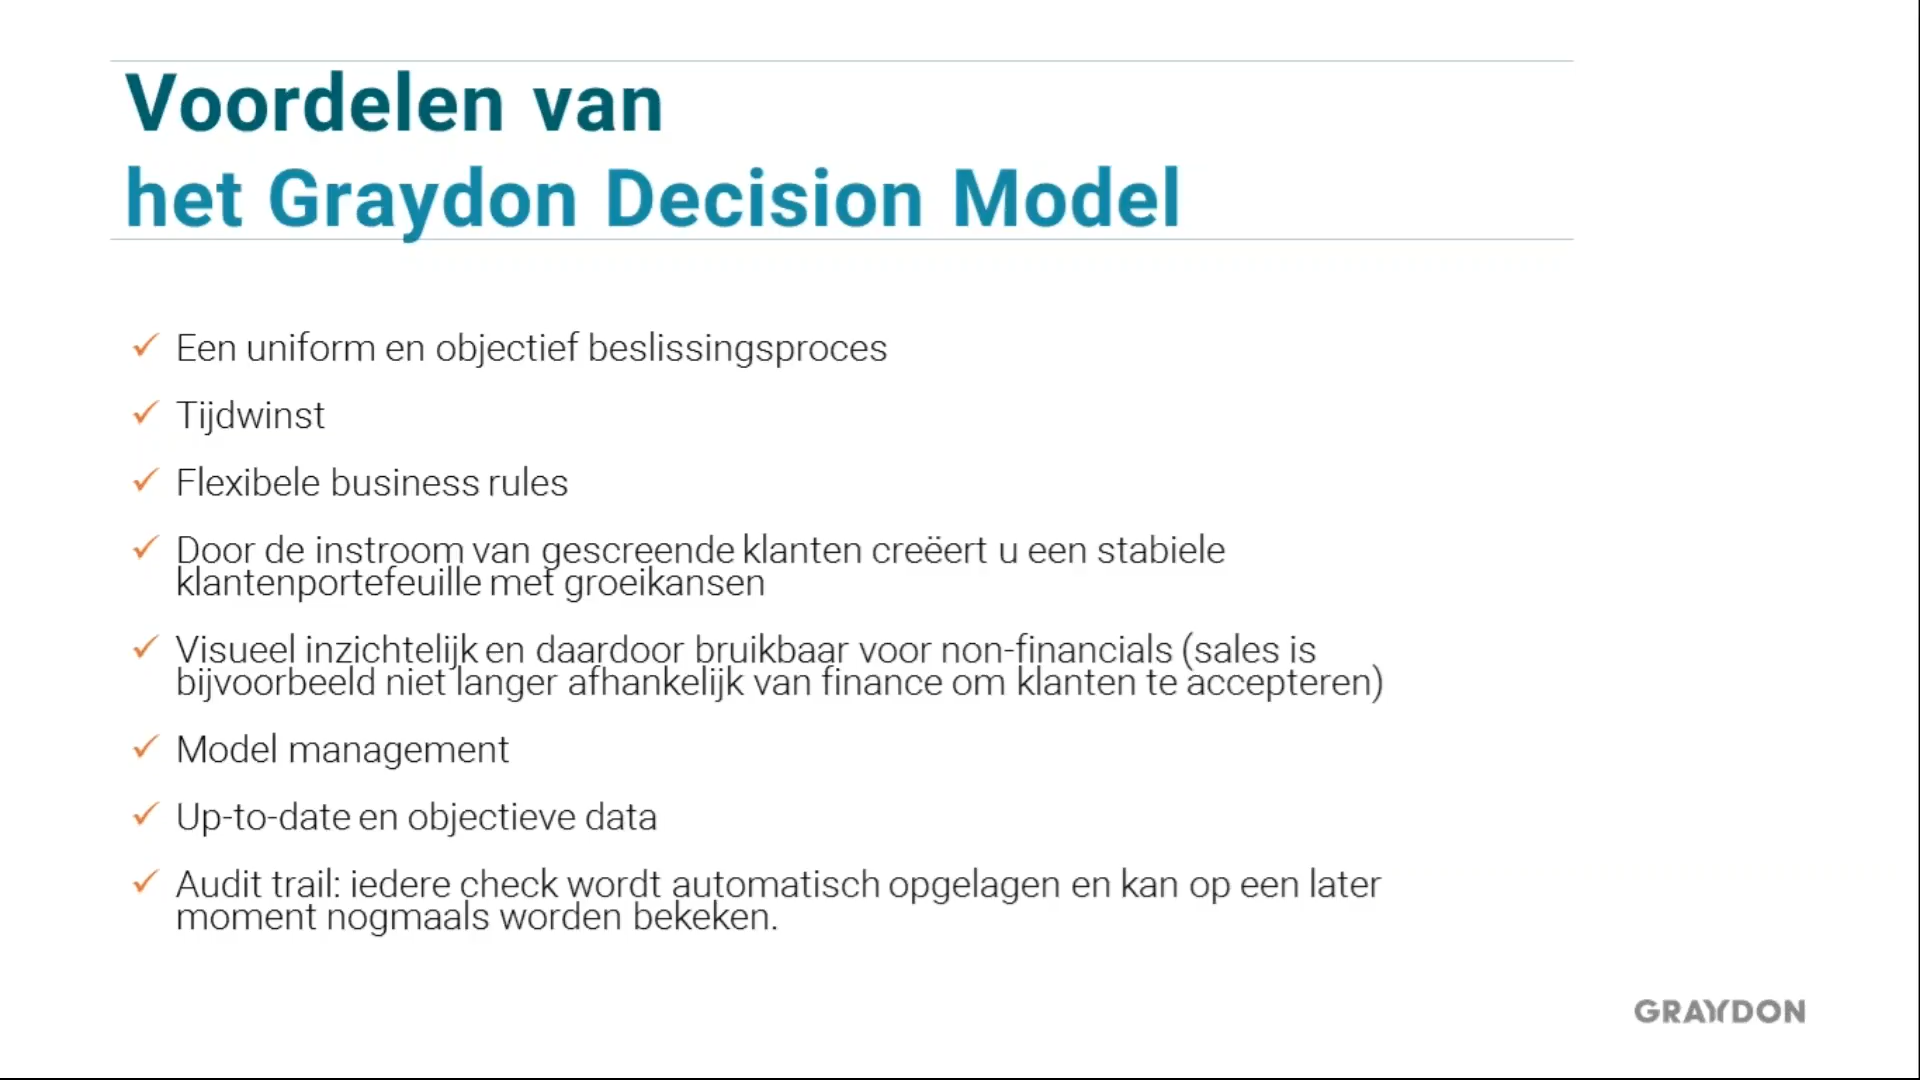 Voordelen van
het Graydon Decision Model
Een uniform en objectief beslissingsproces
Tijdwinst
Flexibele business rules
Door de instroom van gescreende klanten creëert u een stabiele
klantenportefeuille met groeikansen
Visueel inzichtelijk en daardoor bruikbaar voor non-financials (sales is
bijvoorbeeld niet langer afhankelijk van finance om klanten te accepteren)
Model management
Up-to-date en objectieve data
Audit trail: iedere check wordt automatisch opgelagen en kan op een later
moment nogmaals worden bekeken.
GRAYDON